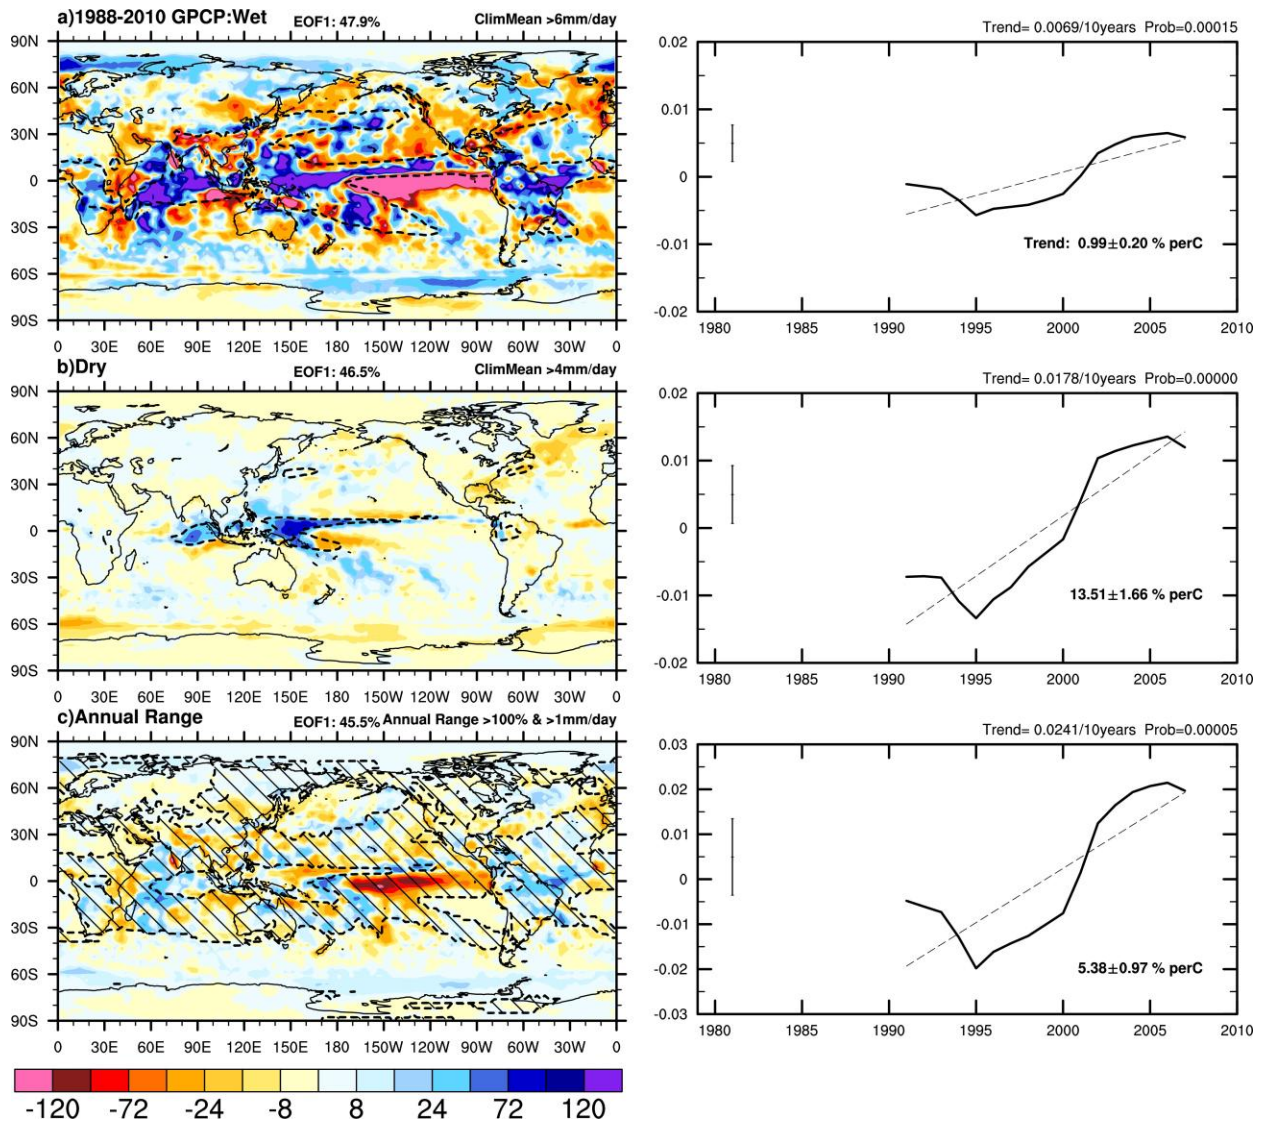 a)1988-2010 GPCP:Wet EOF1: 47.9% ClimMean >6mm/day
Trend= 0.0069/10years Prob=0.00015
90N
60N
30N
0
30S
60S
90S
0 30E 60E 90E 120E 150E 180 150W 120W 90W 60W 30W 0
0.02
0.01
0
-0.01
-0.02
Trend: 0.99±0.20 % perC
1980 1985 1990 1995 2000 2005 2010
b)Dry EOF1: 46.5% ClimMean >4mm/day
Trend= 0.0178/10years Prob=0.00000
90N
60N
30N
0
30S
60S
90S
0 30E 60E 90E 120E 150E 180 150W 120W 90W 60W 30W 0
0.02
0.01
0
-0.01
-0.02
13.51±1.66 % perC
1980 1985 1990 1995 2000 2005 2010
c)Annual Range EOF1: 45.5% Annual Range >100% & >1mm/day
Trend= 0.0241/10years Prob=0.00005
90N
60N
30N
0
30S
60S
90S
0 30E 60E 90E 120E 150E 180 150W 120W 90W 60W 30W 0
0.03
0.02
0.01
0
-0.01
-0.02
-0.03
5.38±0.97 % perC
1980 1985 1990 1995 2000 2005 2010
-120 -72 -24 -8 8 24 72 120